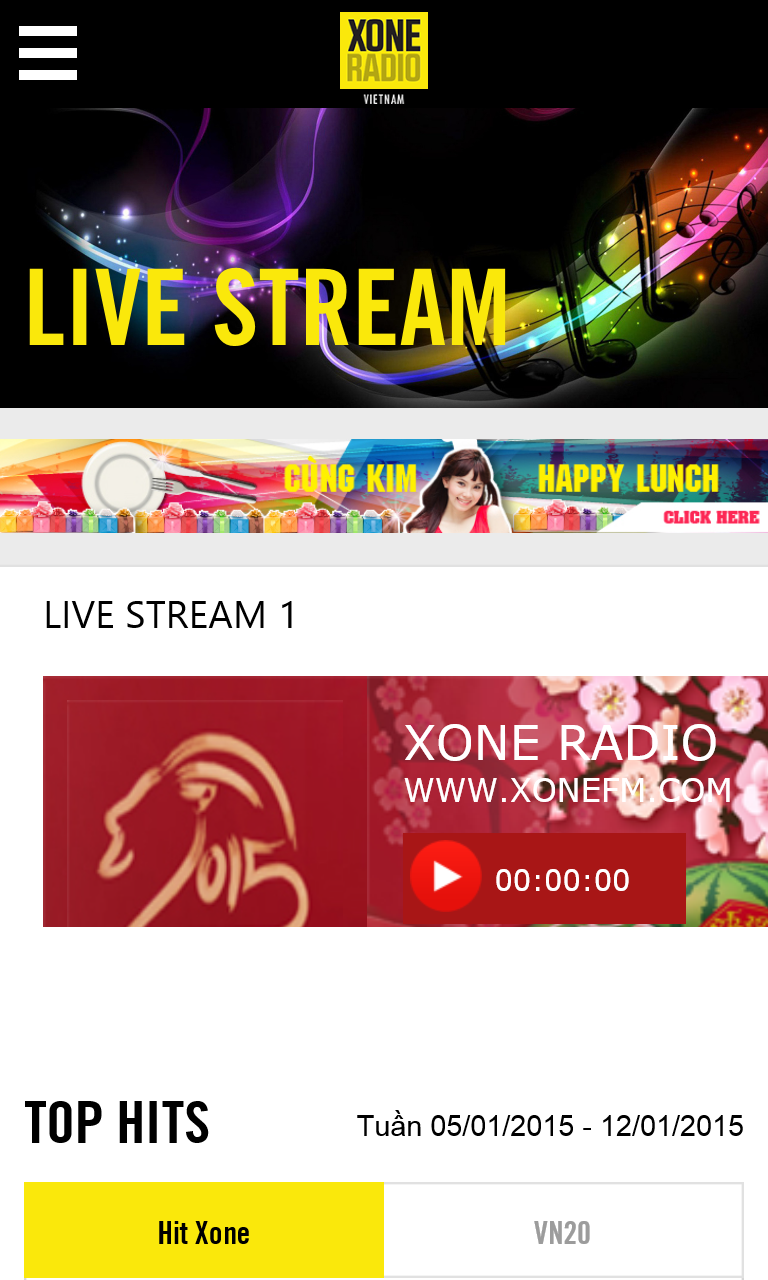 XONE
RADIO
VIETNAM
LIVE STREAM
CÙNG KIM
HAPPY LUNCH
CLICK HERE
LIVE STREAM 1
2015
XONE RADIO
WWW.XONEFM.COM
00:00:00
TOP HITS
Tuần 05/01/2015 - 12/01/2015
Hit Xone
VN20